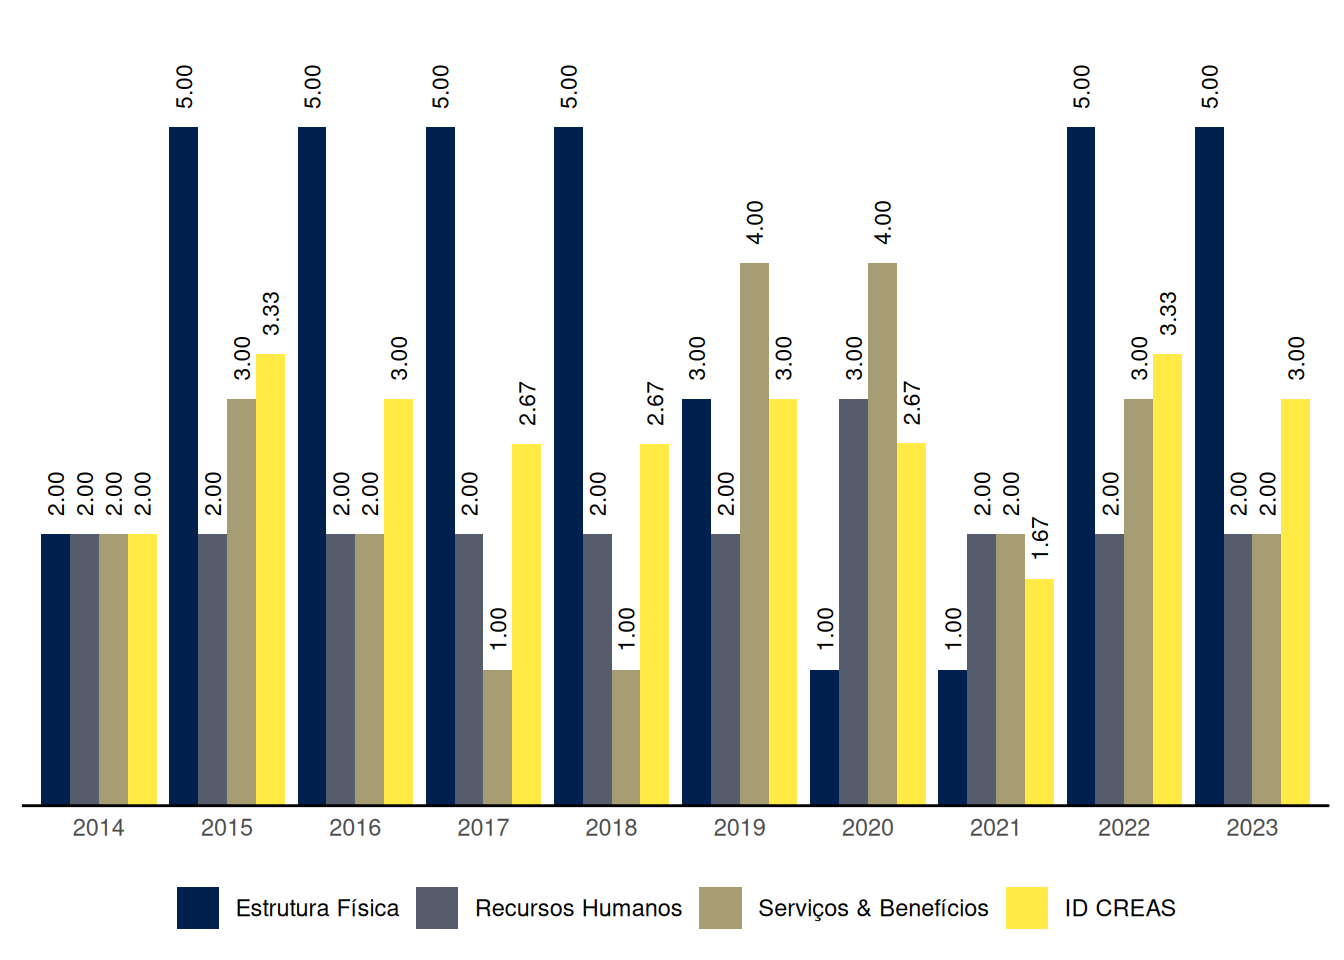 5.00 5.00 5.00 5.00 5.00 5.00
4.00 4.00
3.33 3.33
3.00 3.00 3.00 3.00 3.00 3.00 3.00
2.67 2.67 2.67
2.00 2.00 2.00 2.00 2.00 2.00 2.00 2.00 2.00 2.00 2.00 2.00 2.00 2.00 2.00
1.67
1.00 1.00 1.00 1.00
2014 2015 2016 2017 2018 2019 2020 2021 2022 2023
Estrutura Física Recursos Humanos Serviços & Benefícios ID CREAS